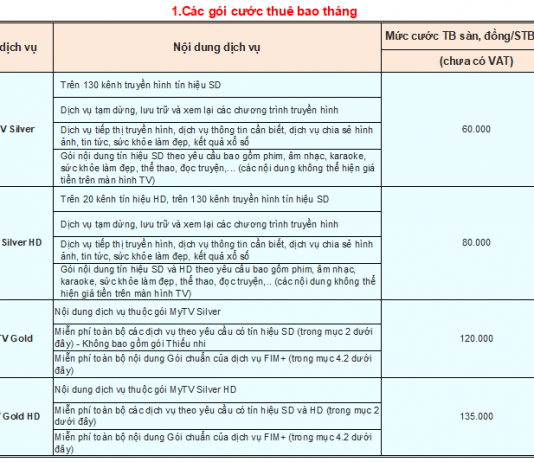 1.Các gói cước thuê bao tháng
dịch vụ
Nội dung dịch vụ
Mức cước TB sàn, đồng/STB
(chưa có VAT)
Trên 130 kênh truyền hình tín hiệu SD
Dịch vụ tạm dừng, lưu trữ và xem lại các chương trình truyền hình
V Silver
Dịch vụ tiếp thị truyền hình, dịch vụ thông tin cần biết, dịch vụ chia sẻ hình
ảnh, tin tức, sức khỏe làm đẹp, kết quả xổ số
60.000
Gói nội dung tín hiệu SD theo yêu cầu bao gồm phim, âm nhạc, karaoke,
sức khỏe làm đẹp, thể thao, đọc truyện,... (các nội dung không thể hiện giá
tiền trên màn hình TV)
Trên 20 kênh tín hiệu HD, trên 130 kênh truyền hình tín hiệu SD
Dịch vụ tạm dừng, lưu trữ và xem lại các chương trình truyền hình
Silver HD
Dịch vụ tiếp thị truyền hình, dịch vụ thông tin cần biết, dịch vụ chia sẻ hình
ảnh, tin tức, sức khỏe làm đẹp, kết quả xổ số
80.000
Gói nội dung tín hiệu SD và HD theo yêu cầu bao gồm phim, âm nhạc,
karaoke, sức khỏe làm đẹp, thể thao, đọc truyện,.. (các nội dung không thể
hiện giá tiền trên màn hình TV)
Nội dung dịch vụ thuộc gói MyTV Silver
V Gold
Miễn phí toàn bộ các dịch vụ theo yêu cầu có tín hiệu SD (trong mục 2 dưới
đây) - Không bao gồm gói Thiếu nhi
120.000
Miễn phí toàn bộ nội dung Gói chuẩn của dịch vụ FIM+ (trong mục 4.2 dưới
đây)
Nội dung dịch vụ thuộc gói MyTV Silver HD
Gold HD
Miễn phí toàn bộ các dịch vụ theo yêu cầu có tín hiệu SD và HD (trong mục 2
dưới đây)
135.000
Miễn phí toàn bộ nội dung Gói chuẩn của dịch vụ FIM+ (trong mục 4.2 dưới
đây)